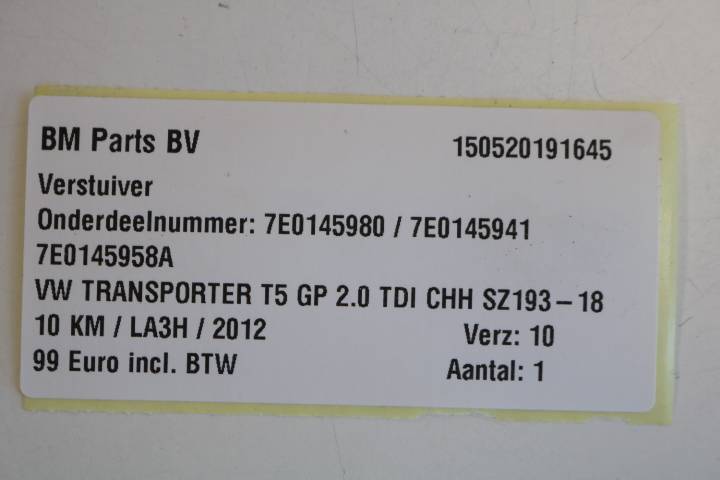 BM Parts BV 150520191645
Verstuiver
Onderdeelnummer: 7E0145980 / 7E0145941
7E0145958A
VW TRANSPORTER T5 GP 2.0 TDI CHH SZ193-18
10 KM / LA3H / 2012 Verz: 10
99 Euro incl. BTW Aantal: 1